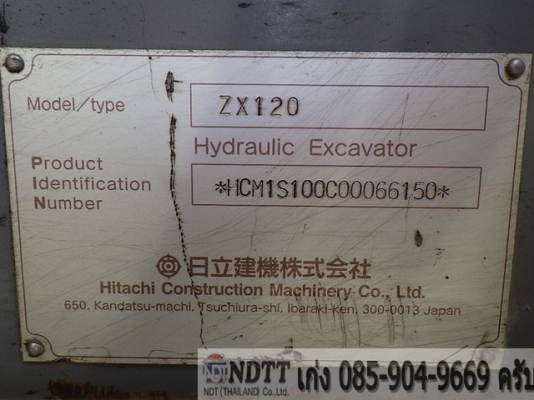 Model/type
ZX120
Hydraulic Excavator
Product
Identification
Number
*HCM1S100C00066150*
日立建機株式会社
Hitachi Construction Machinery Co., Ltd.
650, Kandatsu-machi, Tsuchiura-shi, Ibaraki-ken, 300-0013 Japan
NDT NDTT เก่ง 085-904-9669 ครับ
NDT (THAILAND) Co.,Ltd.